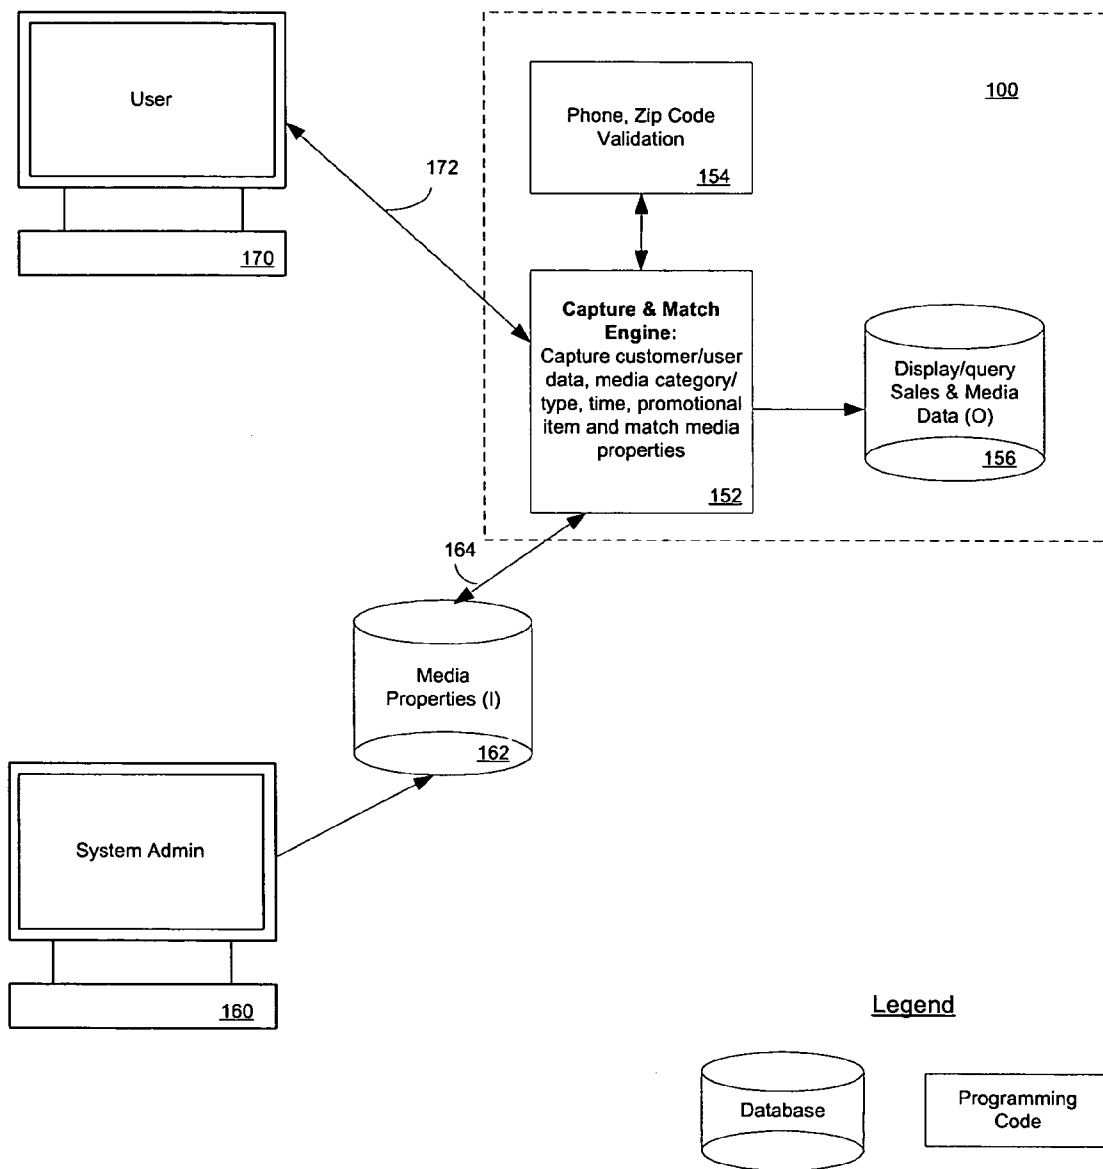 User
170
172
100
Phone, Zip Code
Validation
154
Capture & Match
Engine:
Capture customer/user
data, media category/
type, time, promotional
item and match media
properties
152
Display/query
Sales & Media
Data (O)
156
164
Media
Properties (I)
162
System Admin
160
Legend
Database
Programming
Code